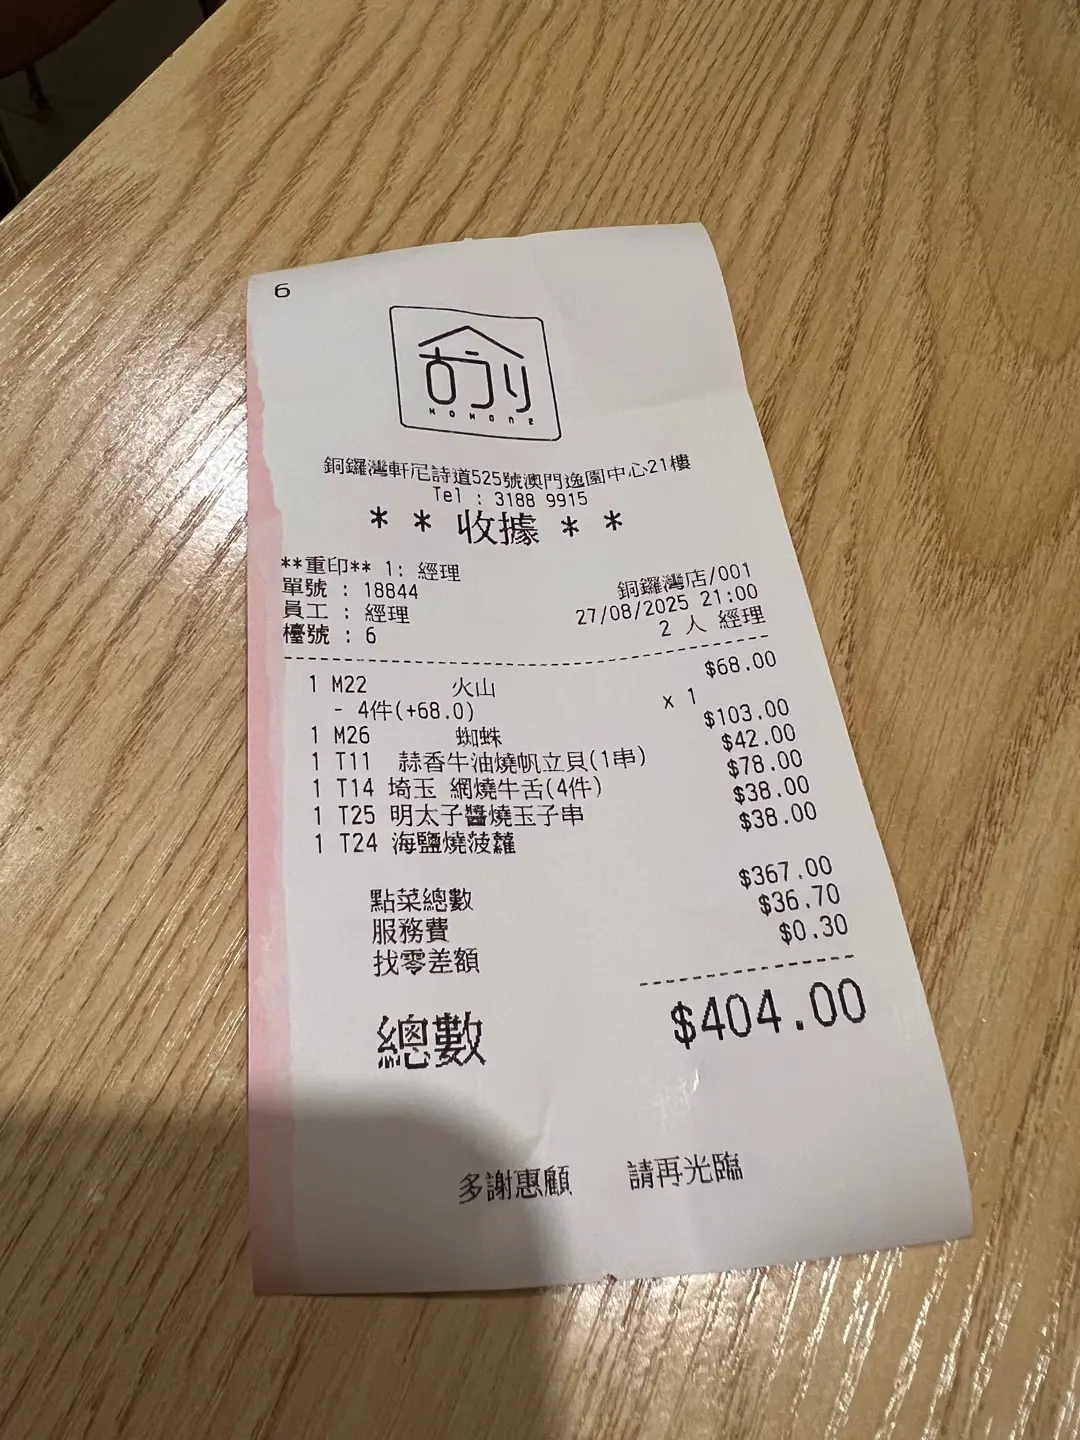 6
KOKONE
銅鑼灣軒尼詩道525號澳門逸園中心21樓
Tel : 3188 9915
* * 收據 * *
**重印** 1: 經理
單號 : 18844 銅鑼灣店/001
員工 : 經理 27/08/2025 21:00
檯號 : 6 2 人 經理
1 M22 火山 $68.00
- 4件(+68.0) x 1
1 M26 蜘蛛 $103.00
1 T11 蒜香牛油燒帆立貝(1串) $42.00
1 T14 埼玉 網燒牛舌(4件) $78.00
1 T25 明太子醬燒玉子串 $38.00
1 T24 海鹽燒菠蘿 $38.00
點菜總數 $367.00
服務費 $36.70
找零差額 $0.30
總數 $404.00
多謝惠顧 請再光臨